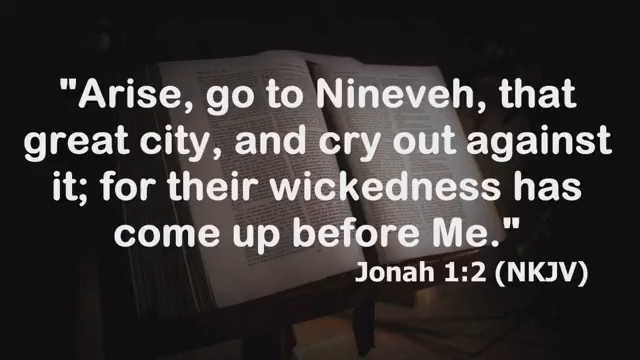 "Arise, go to Nineveh, that
great city, and cry out against
it; for their wickedness has
come up before Me."
Jonah 1:2 (NKJV)